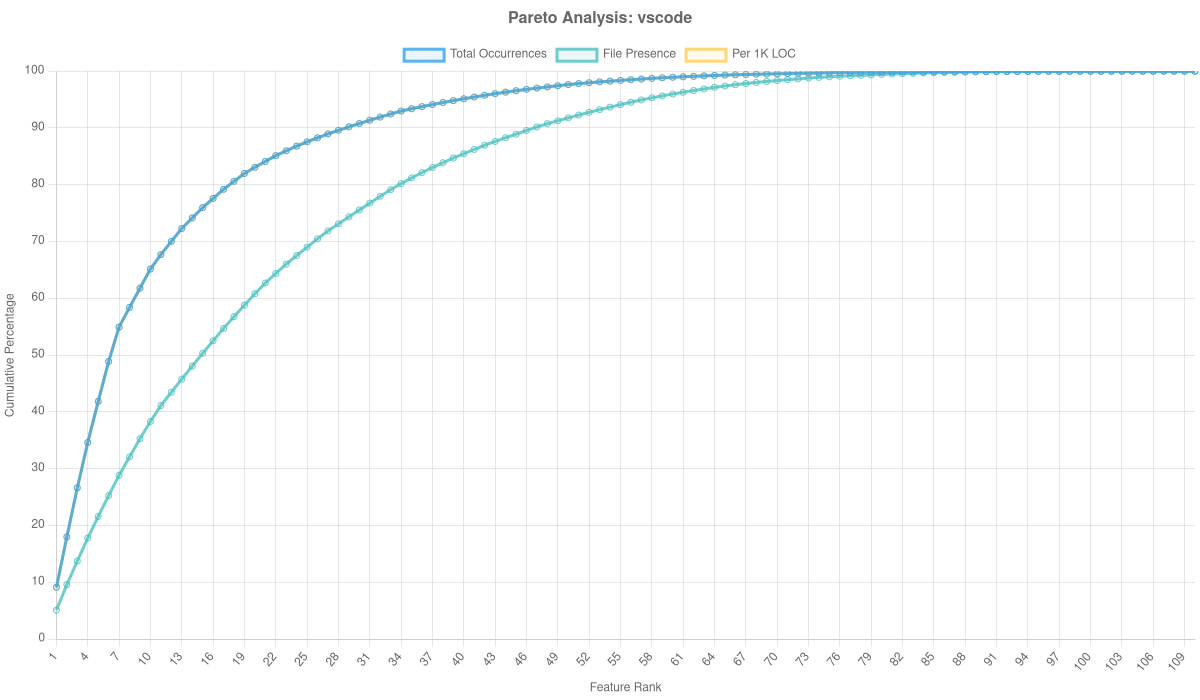 Pareto Analysis: vscode
Total Occurrences File Presence Per 1K LOC
100
90
80
70
60
50
40
30
20
10
0
Cumulative Percentage
1 4 7 10 13 16 19 22 25 28 31 34 37 40 43 46 49 52 55 58 61 64 67 70 73 76 79 82 85 88 91 94 97 100 103 106 109
Feature Rank